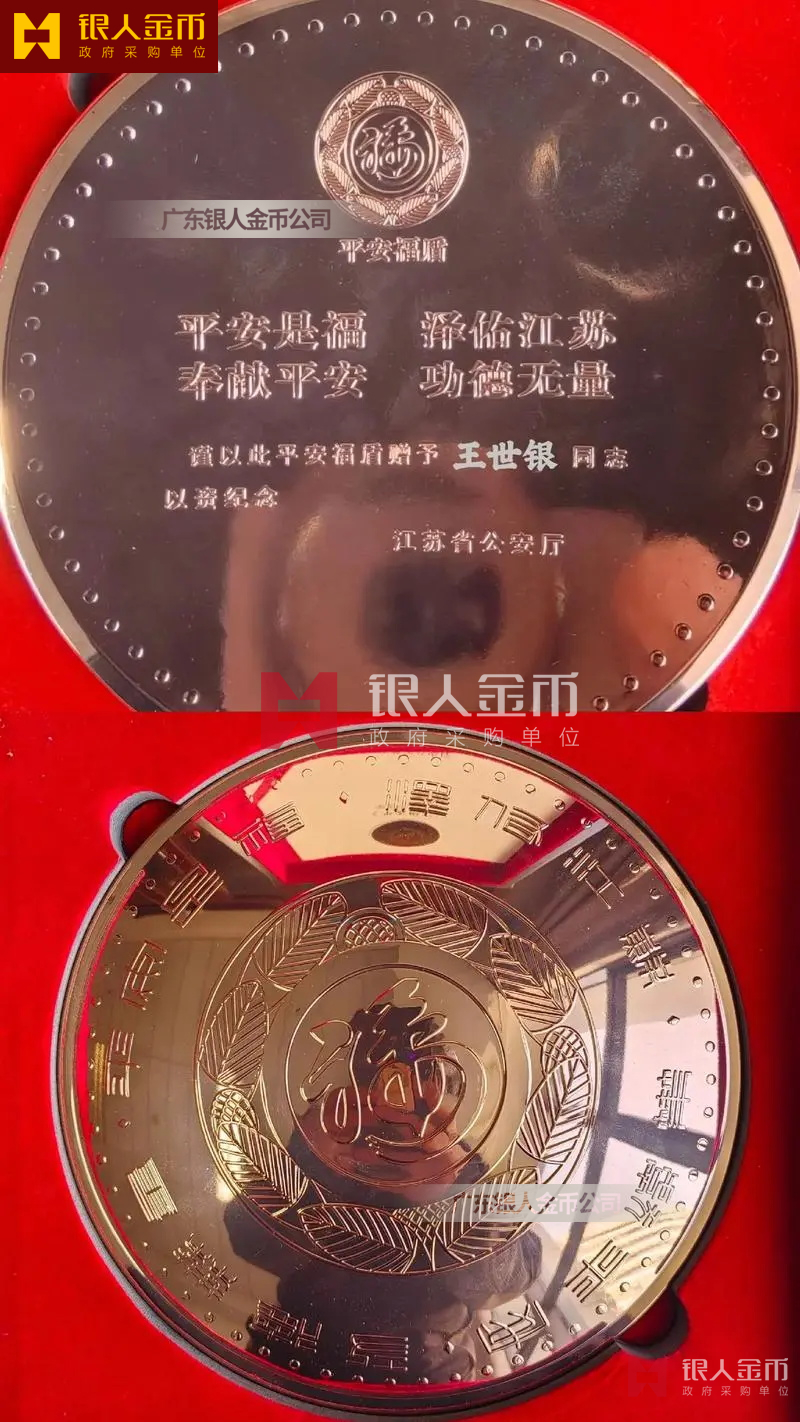 银人金币
政府采购单位
福
广东银人金币公司
平安福盾
平安是福 泽佑江苏
奉献平安 功德无量
谨以此平安福盾赠予 王世银 同志
以资纪念
江苏省公安厅
银人金币
政府采购单位
福
东银人金币公司
银人金币
政府采购单位